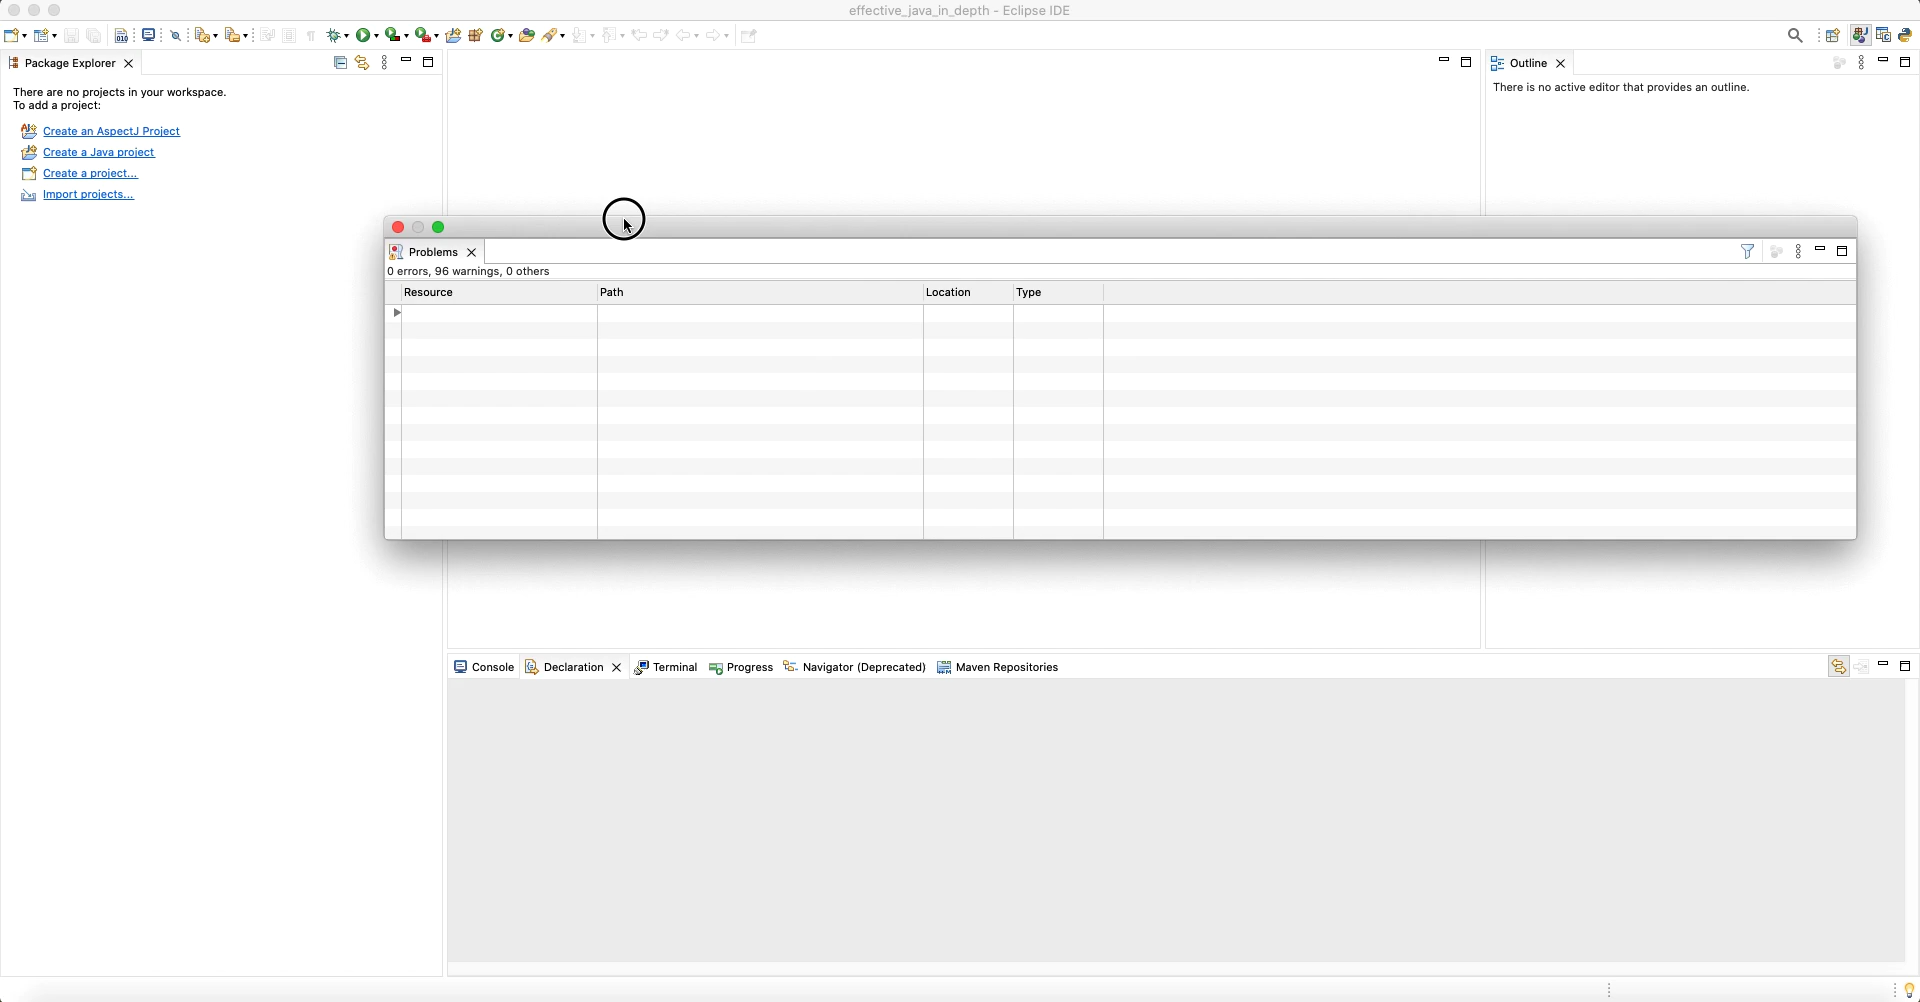 effective_java_in_depth - Eclipse IDE
Package Explorer
There are no projects in your workspace.
To add a project:
Create an AspectJ Project
Create a Java project
Create a project...
Import projects...
Outline
There is no active editor that provides an outline.
Problems
0 errors, 96 warnings, 0 others
Resource Path Location Type
Console Declaration Terminal Progress Navigator (Deprecated) Maven Repositories